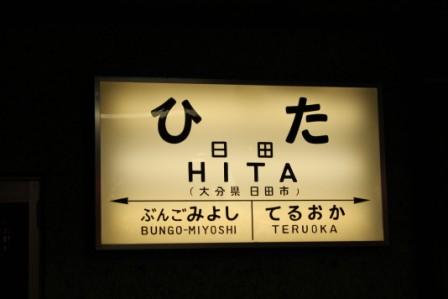 ひた
日田
HITA
(大分県 日田市)
ぶんごみよし てるおか
BUNGO-MIYOSHI TERUOKA